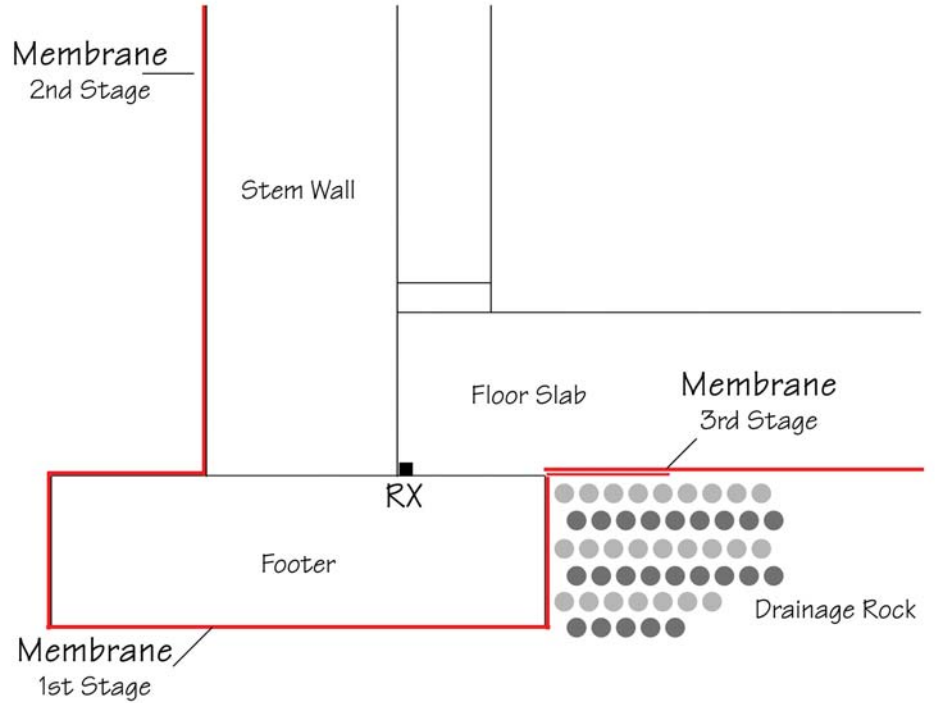 Membrane
2nd Stage
Stem Wall
Floor Slab
Membrane
3rd Stage
RX
Footer
Drainage Rock
Membrane
1st Stage